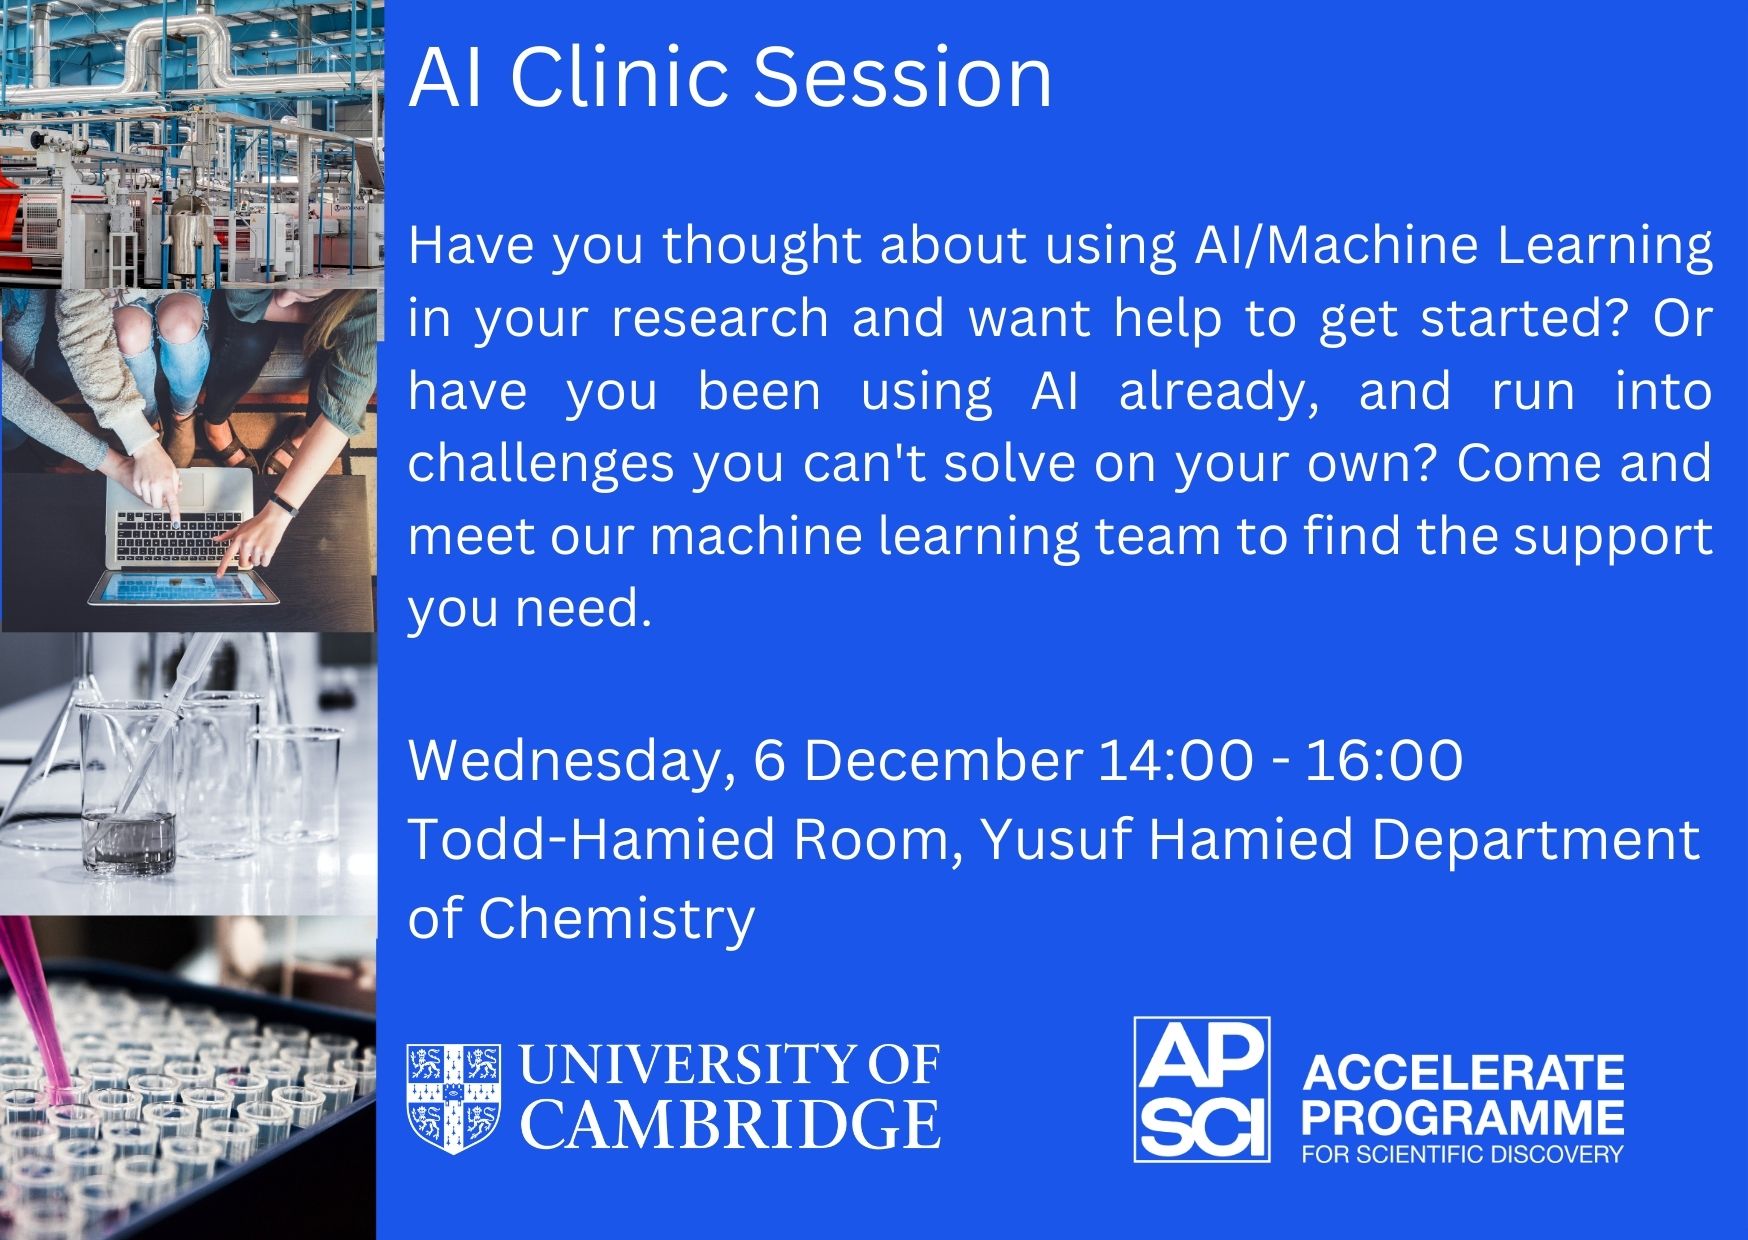 AI Clinic Session
Have you thought about using AI/Machine Learning
in your research and want help to get started? Or
have you been using AI already, and run into
challenges you can't solve on your own? Come and
meet our machine learning team to find the support
you need.
Wednesday, 6 December 14:00 - 16:00
Todd-Hamied Room, Yusuf Hamied Department
of Chemistry
UNIVERSITY OF
CAMBRIDGE
AP
SCI
ACCELERATE
PROGRAMME
FOR SCIENTIFIC DISCOVERY